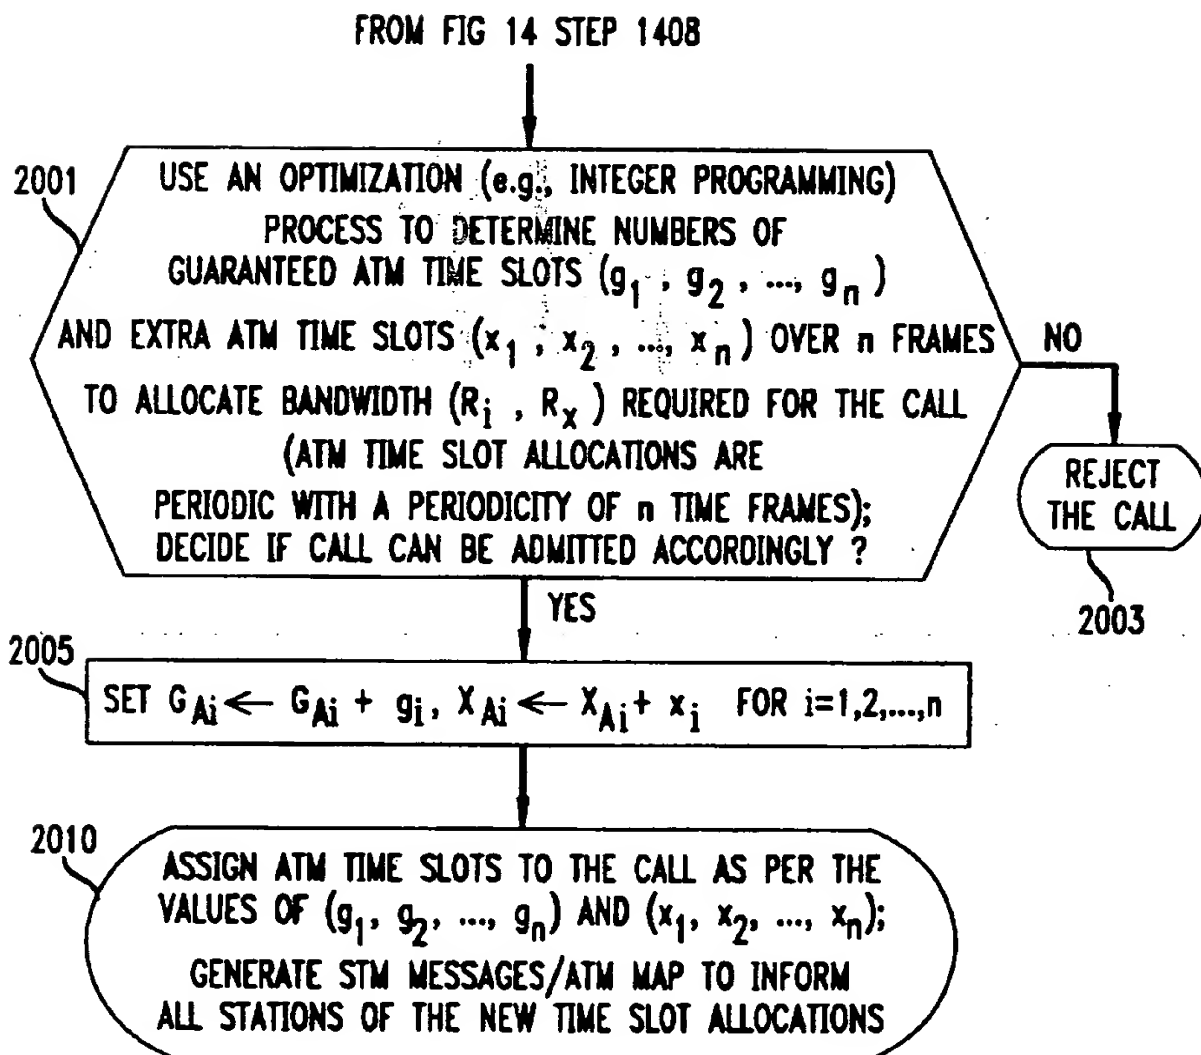 FROM FIG 14 STEP 1408
2001
USE AN OPTIMIZATION (e.g., INTEGER PROGRAMMING)
PROCESS TO DETERMINE NUMBERS OF
GUARANTEED ATM TIME SLOTS (g1, g2, ..., gn)
AND EXTRA ATM TIME SLOTS (x1, x2, ..., xn) OVER n FRAMES
TO ALLOCATE BANDWIDTH (Ri, Rx) REQUIRED FOR THE CALL
(ATM TIME SLOT ALLOCATIONS ARE
PERIODIC WITH A PERIODICITY OF n TIME FRAMES);
DECIDE IF CALL CAN BE ADMITTED ACCORDINGLY ?
NO
REJECT
THE CALL
2003
YES
2005
SET GAi ← GAi + gi, XAi ← XAi + xi FOR i=1,2,...,n
2010
ASSIGN ATM TIME SLOTS TO THE CALL AS PER THE
VALUES OF (g1, g2, ..., gn) AND (x1, x2, ..., xn);
GENERATE STM MESSAGES/ATM MAP TO INFORM
ALL STATIONS OF THE NEW TIME SLOT ALLOCATIONS